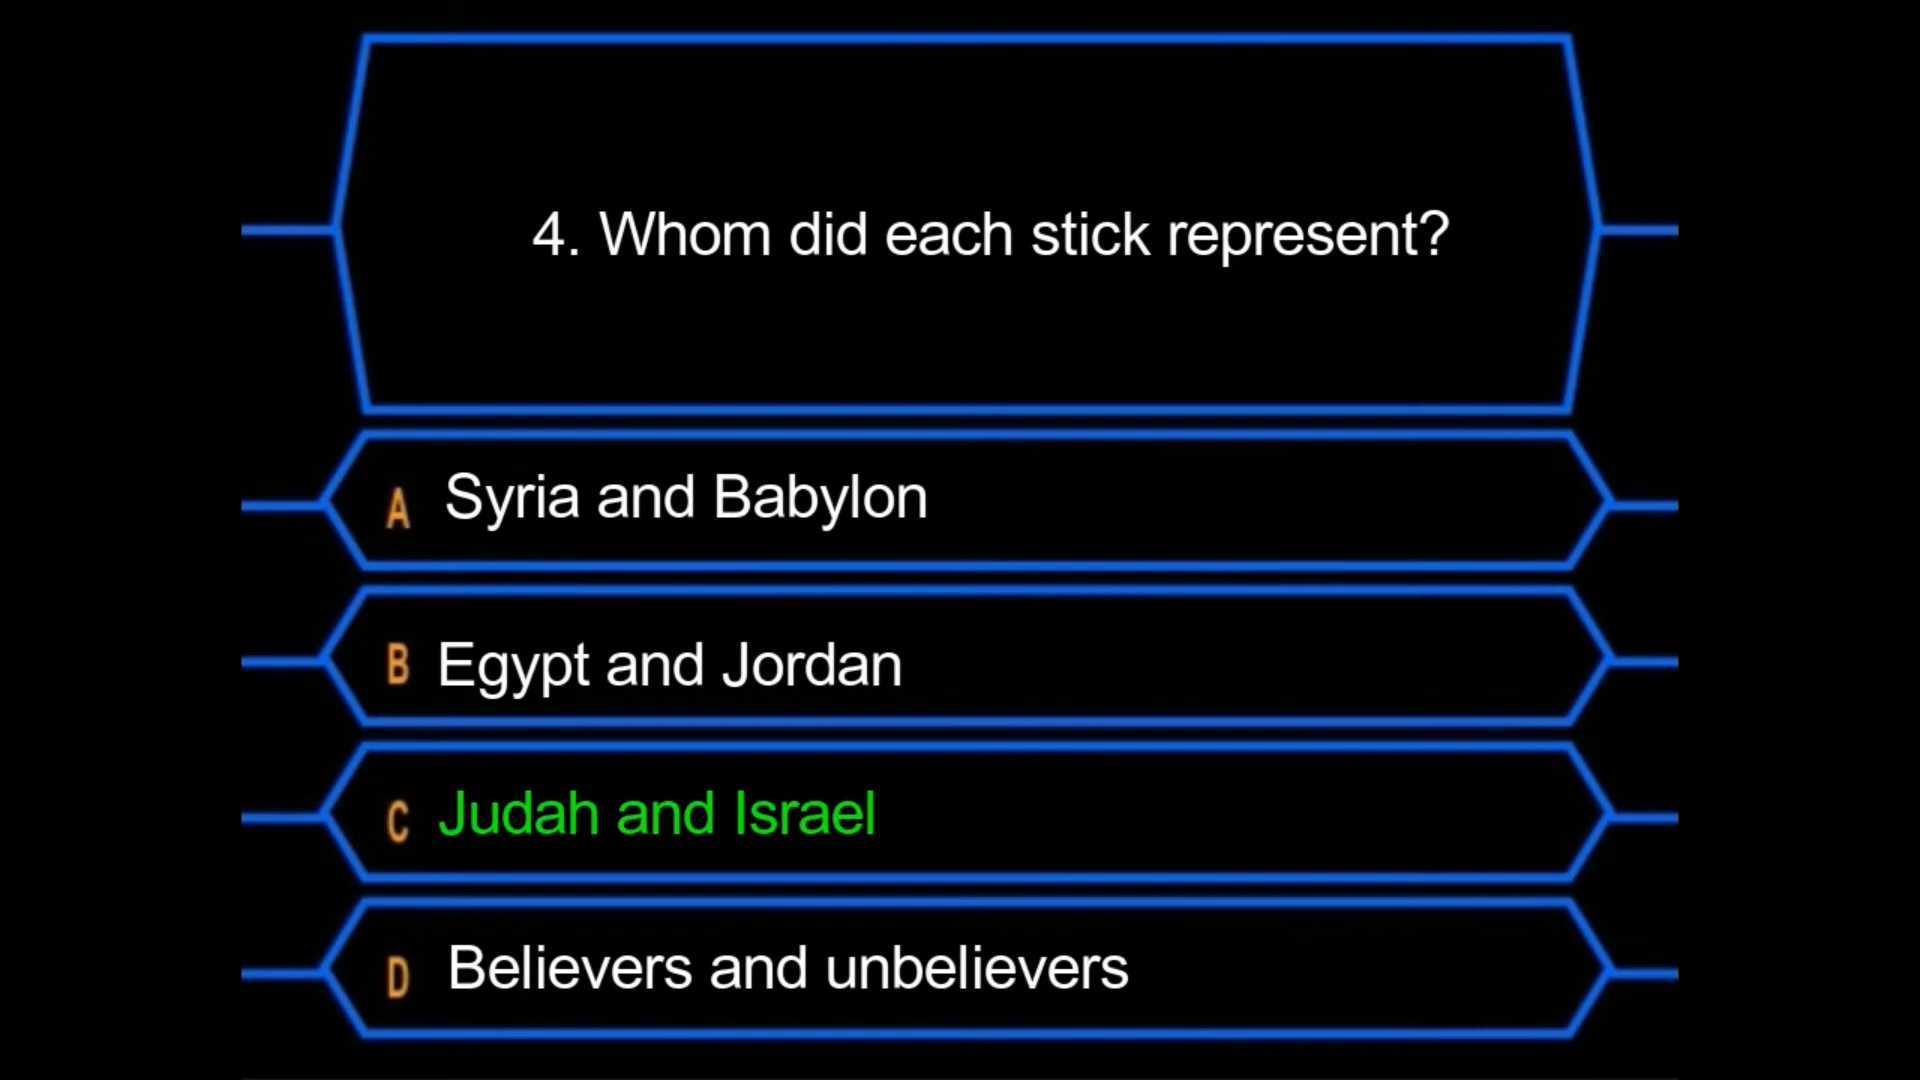 4. Whom did each stick represent?
A Syria and Babylon
B Egypt and Jordan
C Judah and Israel
D Believers and unbelievers